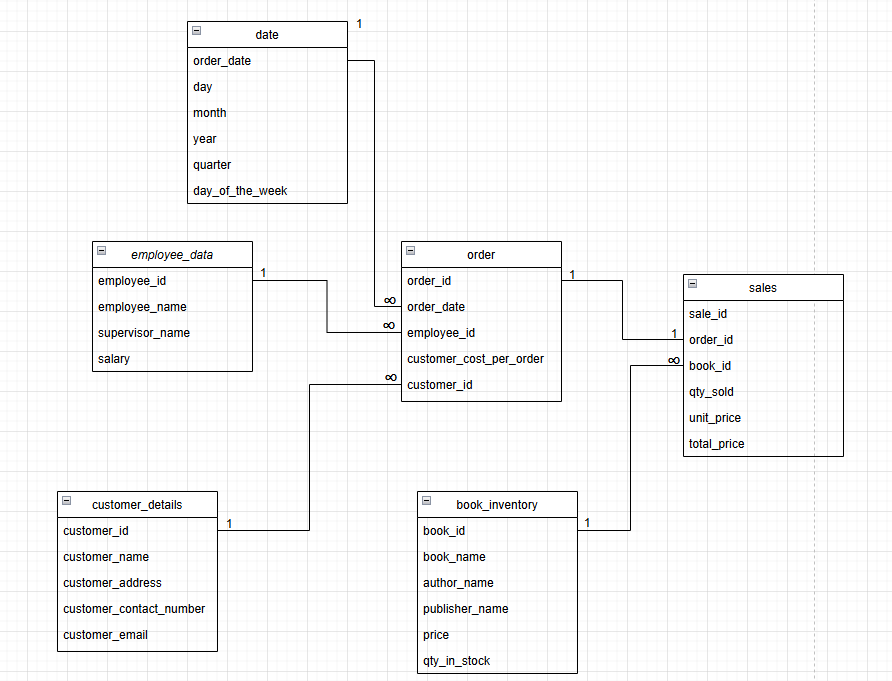 date
1
order_date
day
month
year
quarter
day_of_the_week
employee_data
1
employee_id
employee_name
supervisor_name
salary
order
1
order_id
∞
order_date
∞
employee_id
customer_cost_per_order
∞
customer_id
sales
sale_id
1
order_id
∞
book_id
qty_sold
unit_price
total_price
customer_details
1
customer_id
customer_name
customer_address
customer_contact_number
customer_email
book_inventory
1
book_id
book_name
author_name
publisher_name
price
qty_in_stock